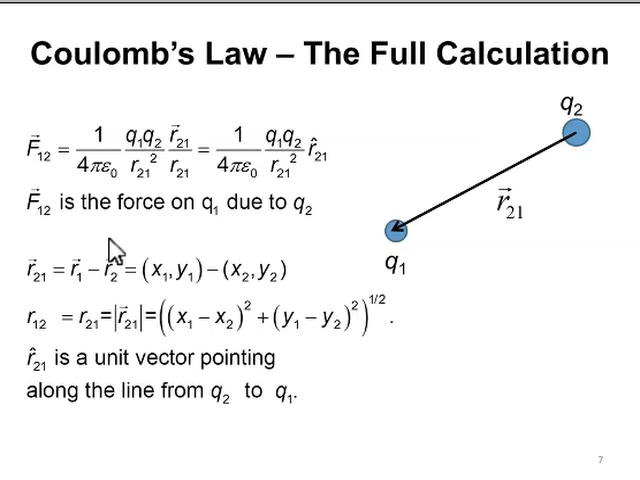 Coulomb's Law – The Full Calculation
q₂
F⃗₁₂ = 1/(4πε₀) q₁q₂/r₂₁² r⃗₂₁/r₂₁ = 1/(4πε₀) q₁q₂/r₂₁² r̂₂₁
F⃗₁₂ is the force on q₁ due to q₂
r⃗₂₁
q₁
r⃗₂₁ = r⃗₁ − r⃗₂ = (x₁, y₁) − (x₂, y₂)
r₁₂ = r₂₁=|r⃗₂₁|=((x₁ − x₂)² + (y₁ − y₂)²)^1/2.
r̂₂₁ is a unit vector pointing
along the line from q₂ to q₁.
7